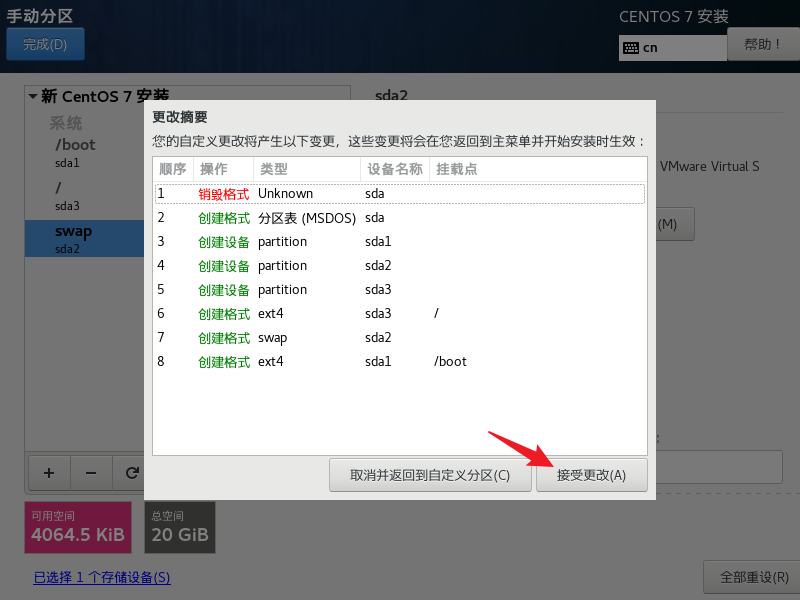 手动分区
CENTOS 7 安装
完成(D)
cn
帮助！
新 CentOS 7 安装
sda2
系统
/boot
sda1
/
sda3
swap
sda2
VMware Virtual S
(M)
更改摘要
您的自定义更改将产生以下变更，这些变更将会在您返回到主菜单并开始安装时生效：
顺序 操作 类型 设备名称 挂载点
1 销毁格式 Unknown sda
2 创建格式 分区表 (MSDOS) sda
3 创建设备 partition sda1
4 创建设备 partition sda2
5 创建设备 partition sda3
6 创建格式 ext4 sda3 /
7 创建格式 swap sda2
8 创建格式 ext4 sda1 /boot
取消并返回到自定义分区(C)
接受更改(A)
可用空间
4064.5 KiB
总空间
20 GiB
已选择 1 个存储设备(S)
全部重设(R)